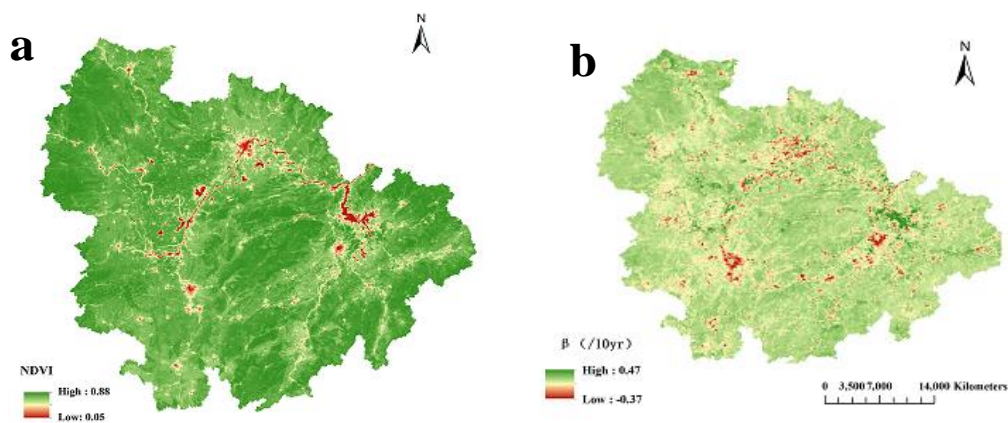 a
N
NDVI
High : 0.88
Low: 0.05
b
N
β (/10yr)
High : 0.47
Low : -0.37
0 3,500 7,000 14,000 Kilometers